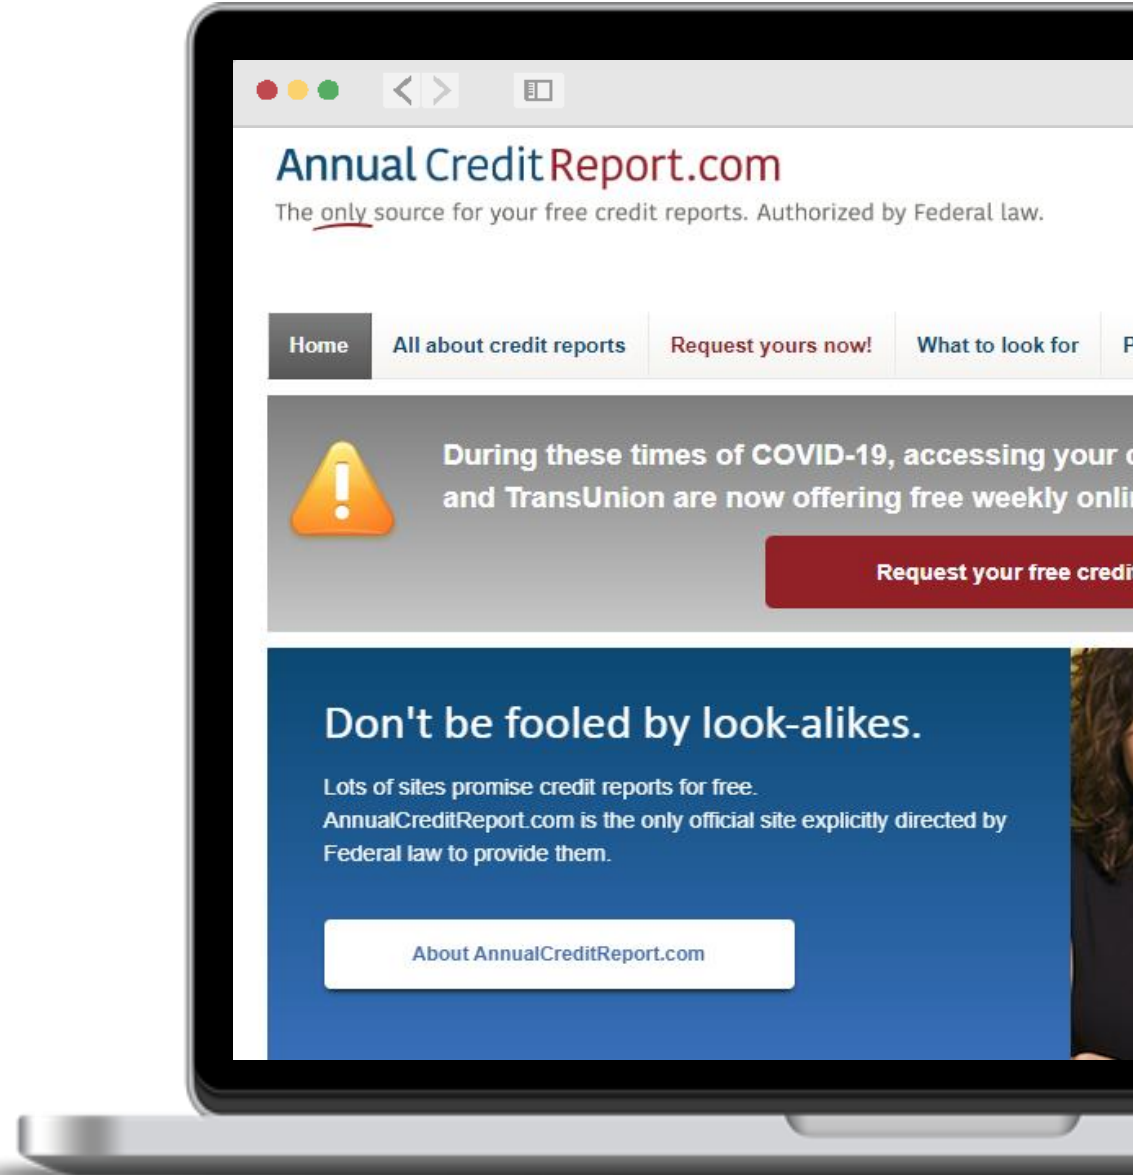 AnnualCreditReport.com
The only source for your free credit reports. Authorized by Federal law.
Home All about credit reports Request yours now! What to look for
During these times of COVID-19, accessing your
and TransUnion are now offering free weekly
Request your free credit
Don't be fooled by look-alikes.
Lots of sites promise credit reports for free.
AnnualCreditReport.com is the only official site explicitly directed by
Federal law to provide them.
About AnnualCreditReport.com